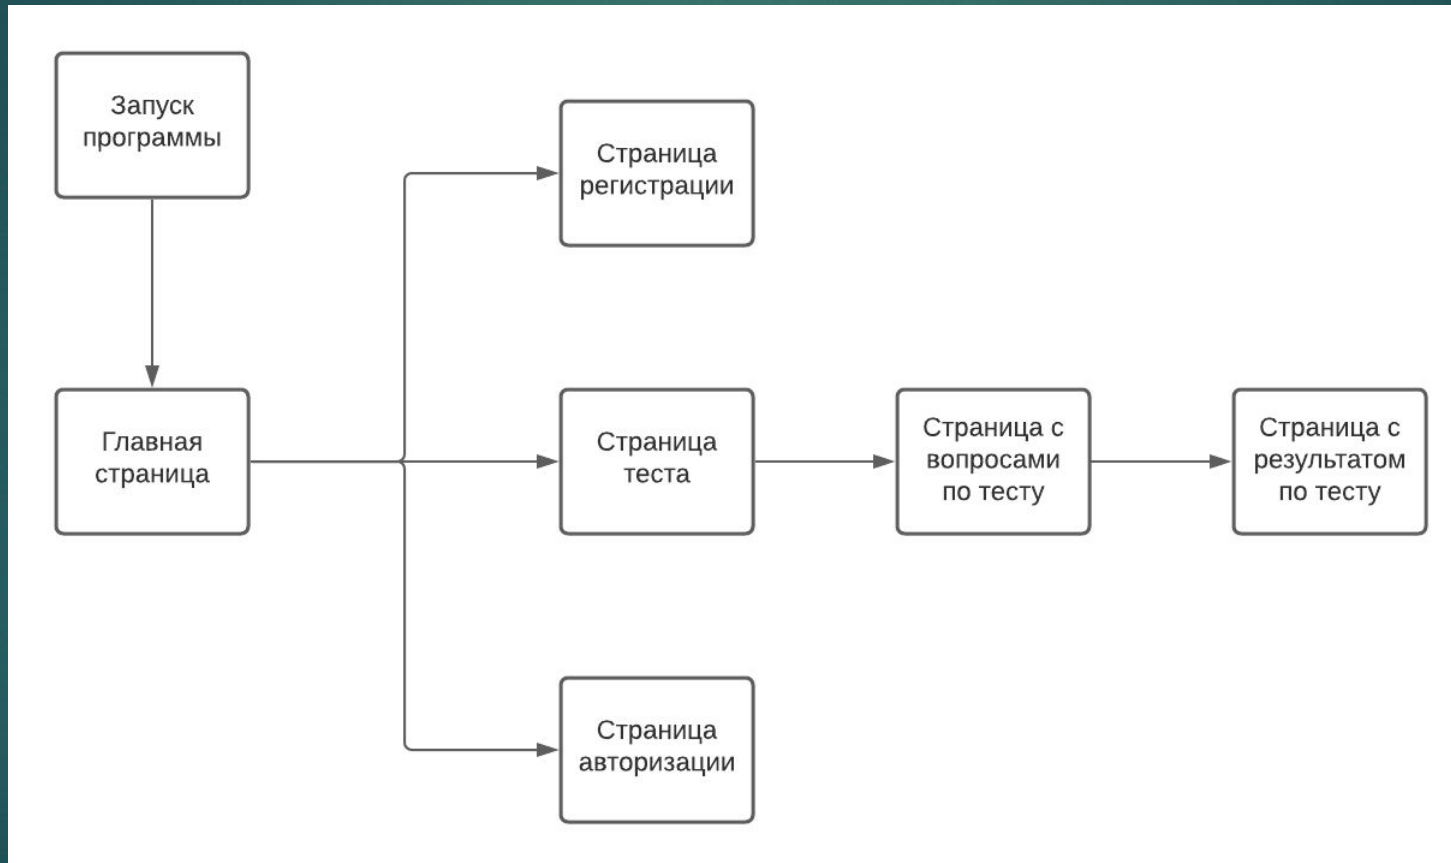 Запуск
программы
Страница
регистрации
Главная
страница
Страница
теста
Страница с
вопросами
по тесту
Страница с
результатом
по тесту
Страница
авторизации